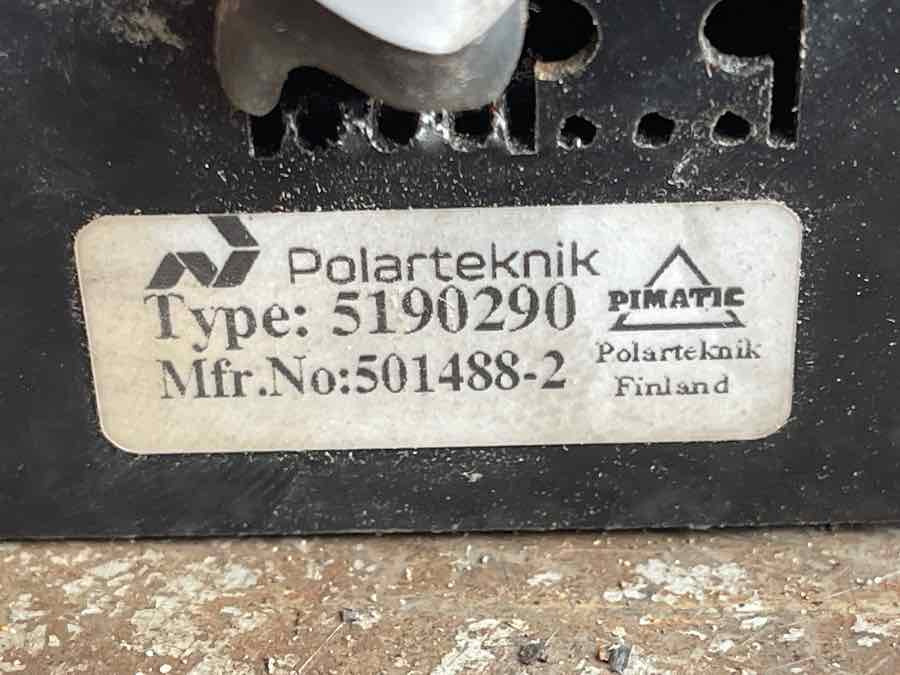 Polarteknik
Type: 5190290
Mfr.No:501488-2
PIMATIC
Polarteknik
Finland